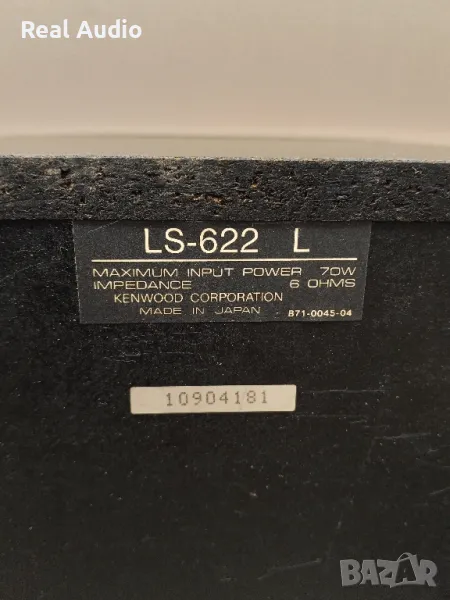 Real Audio
LS-622 L
MAXIMUM INPUT POWER 70W
IMPEDANCE 6 OHMS
KENWOOD CORPORATION
MADE IN JAPAN B71-0045-04
10904181
BAZAR